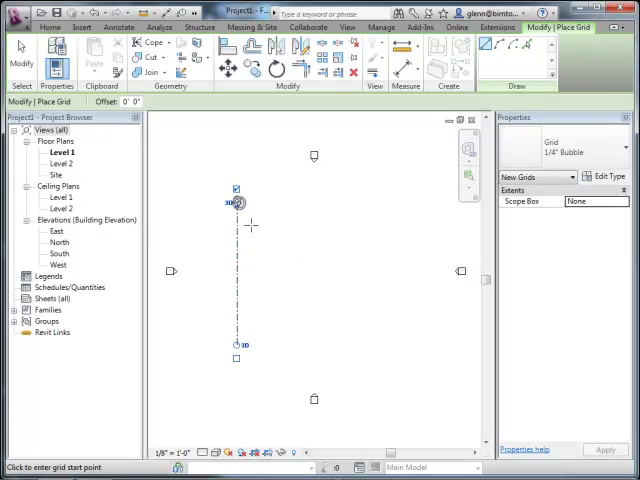 Project1 - F...
Type a keyword or phrase
glenn@bimto...
Home
Insert
Annotate
Analyze
Structure
Massing & Site
Collaborate
View
Manage
Add-Ins
Online
Extensions
Modify | Place Grid
Modify
Properties
Paste
Cope
Cut
Join
Select
Properties
Clipboard
Geometry
Modify
Measure
Create
Draw
Modify | Place Grid
Offset: 0' 0"
Project1 - Project Browser
Views (all)
Floor Plans
Level 1
Level 2
Site
Ceiling Plans
Level 1
Level 2
Elevations (Building Elevation)
East
North
South
West
Legends
Schedules/Quantities
Sheets (all)
Families
Groups
Revit Links
3D
3D
Properties
Grid
1/4" Bubble
New Grids
Edit Type
Extents
Scope Box
None
Properties help
Apply
1/8" = 1'-0"
Click to enter grid start point
:0
Main Model